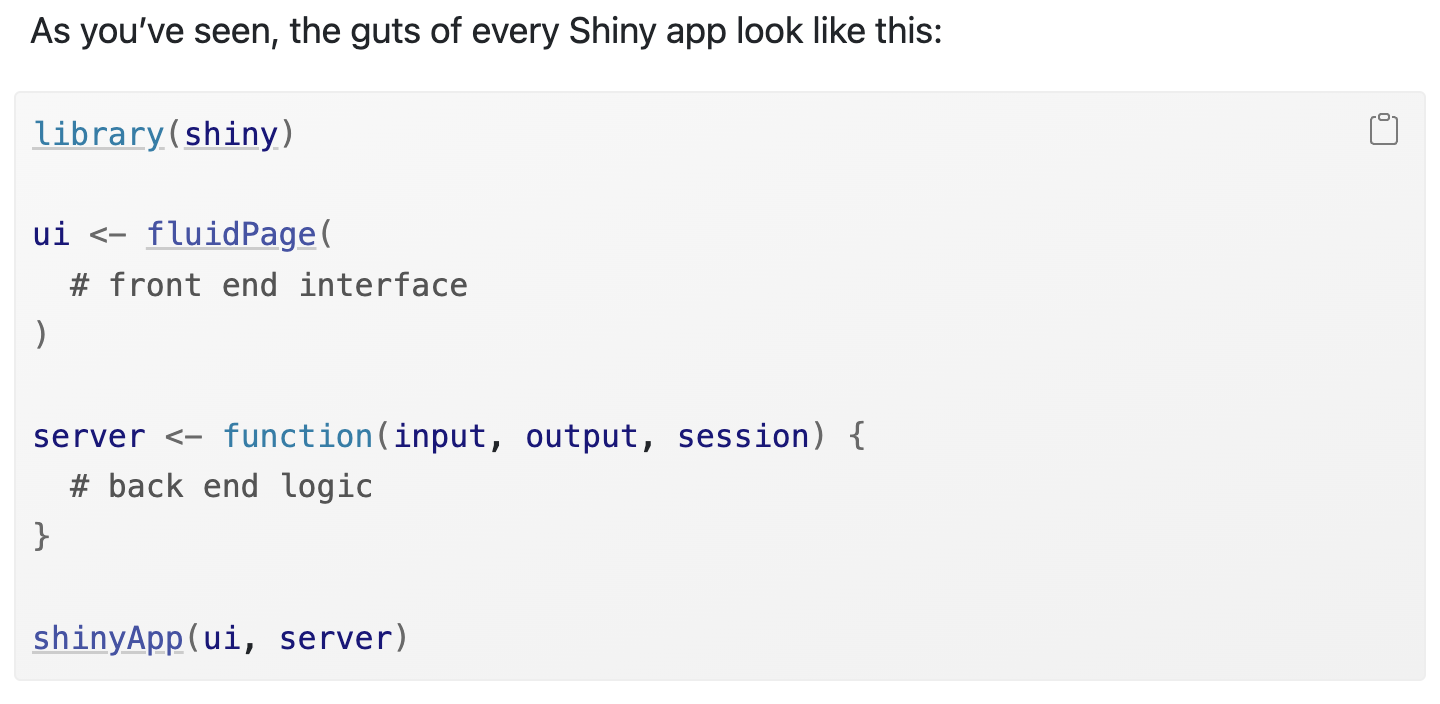 As you’ve seen, the guts of every Shiny app look like this:
library(shiny)
ui <- fluidPage(
  # front end interface
)
server <- function(input, output, session) {
  # back end logic
}
shinyApp(ui, server)